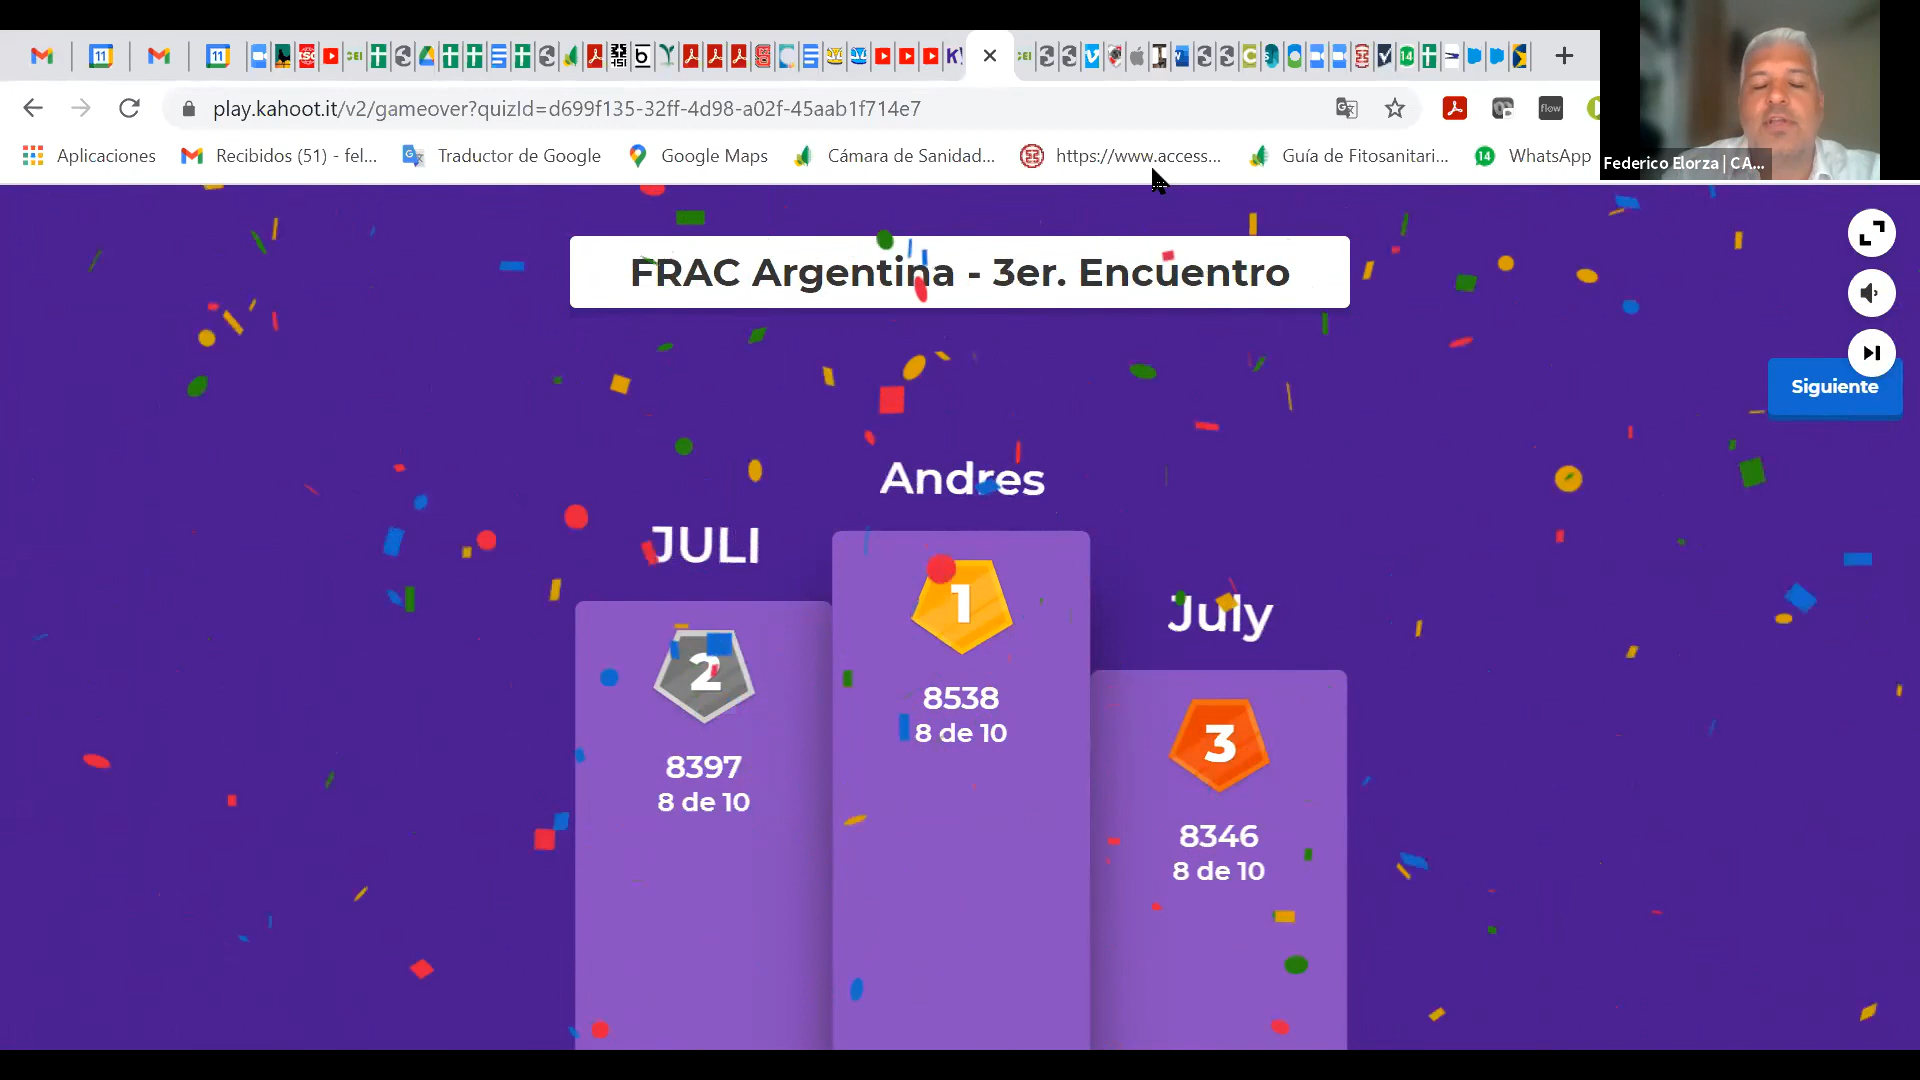 play.kahoot.it/v2/gameover?quizId=d699f135-32ff-4d98-a02f-45aab1f714e7
flow
Aplicaciones
Recibidos (51) - fel...
Traductor de Google
Google Maps
Cámara de Sanidad...
https://www.access...
Guía de Fitosanitari...
14
WhatsApp
Federico Elorza | CA...
FRAC Argentina - 3er. Encuentro
Siguiente
Andres
JULI
July
1
8538
8 de 10
2
8397
8 de 10
3
8346
8 de 10